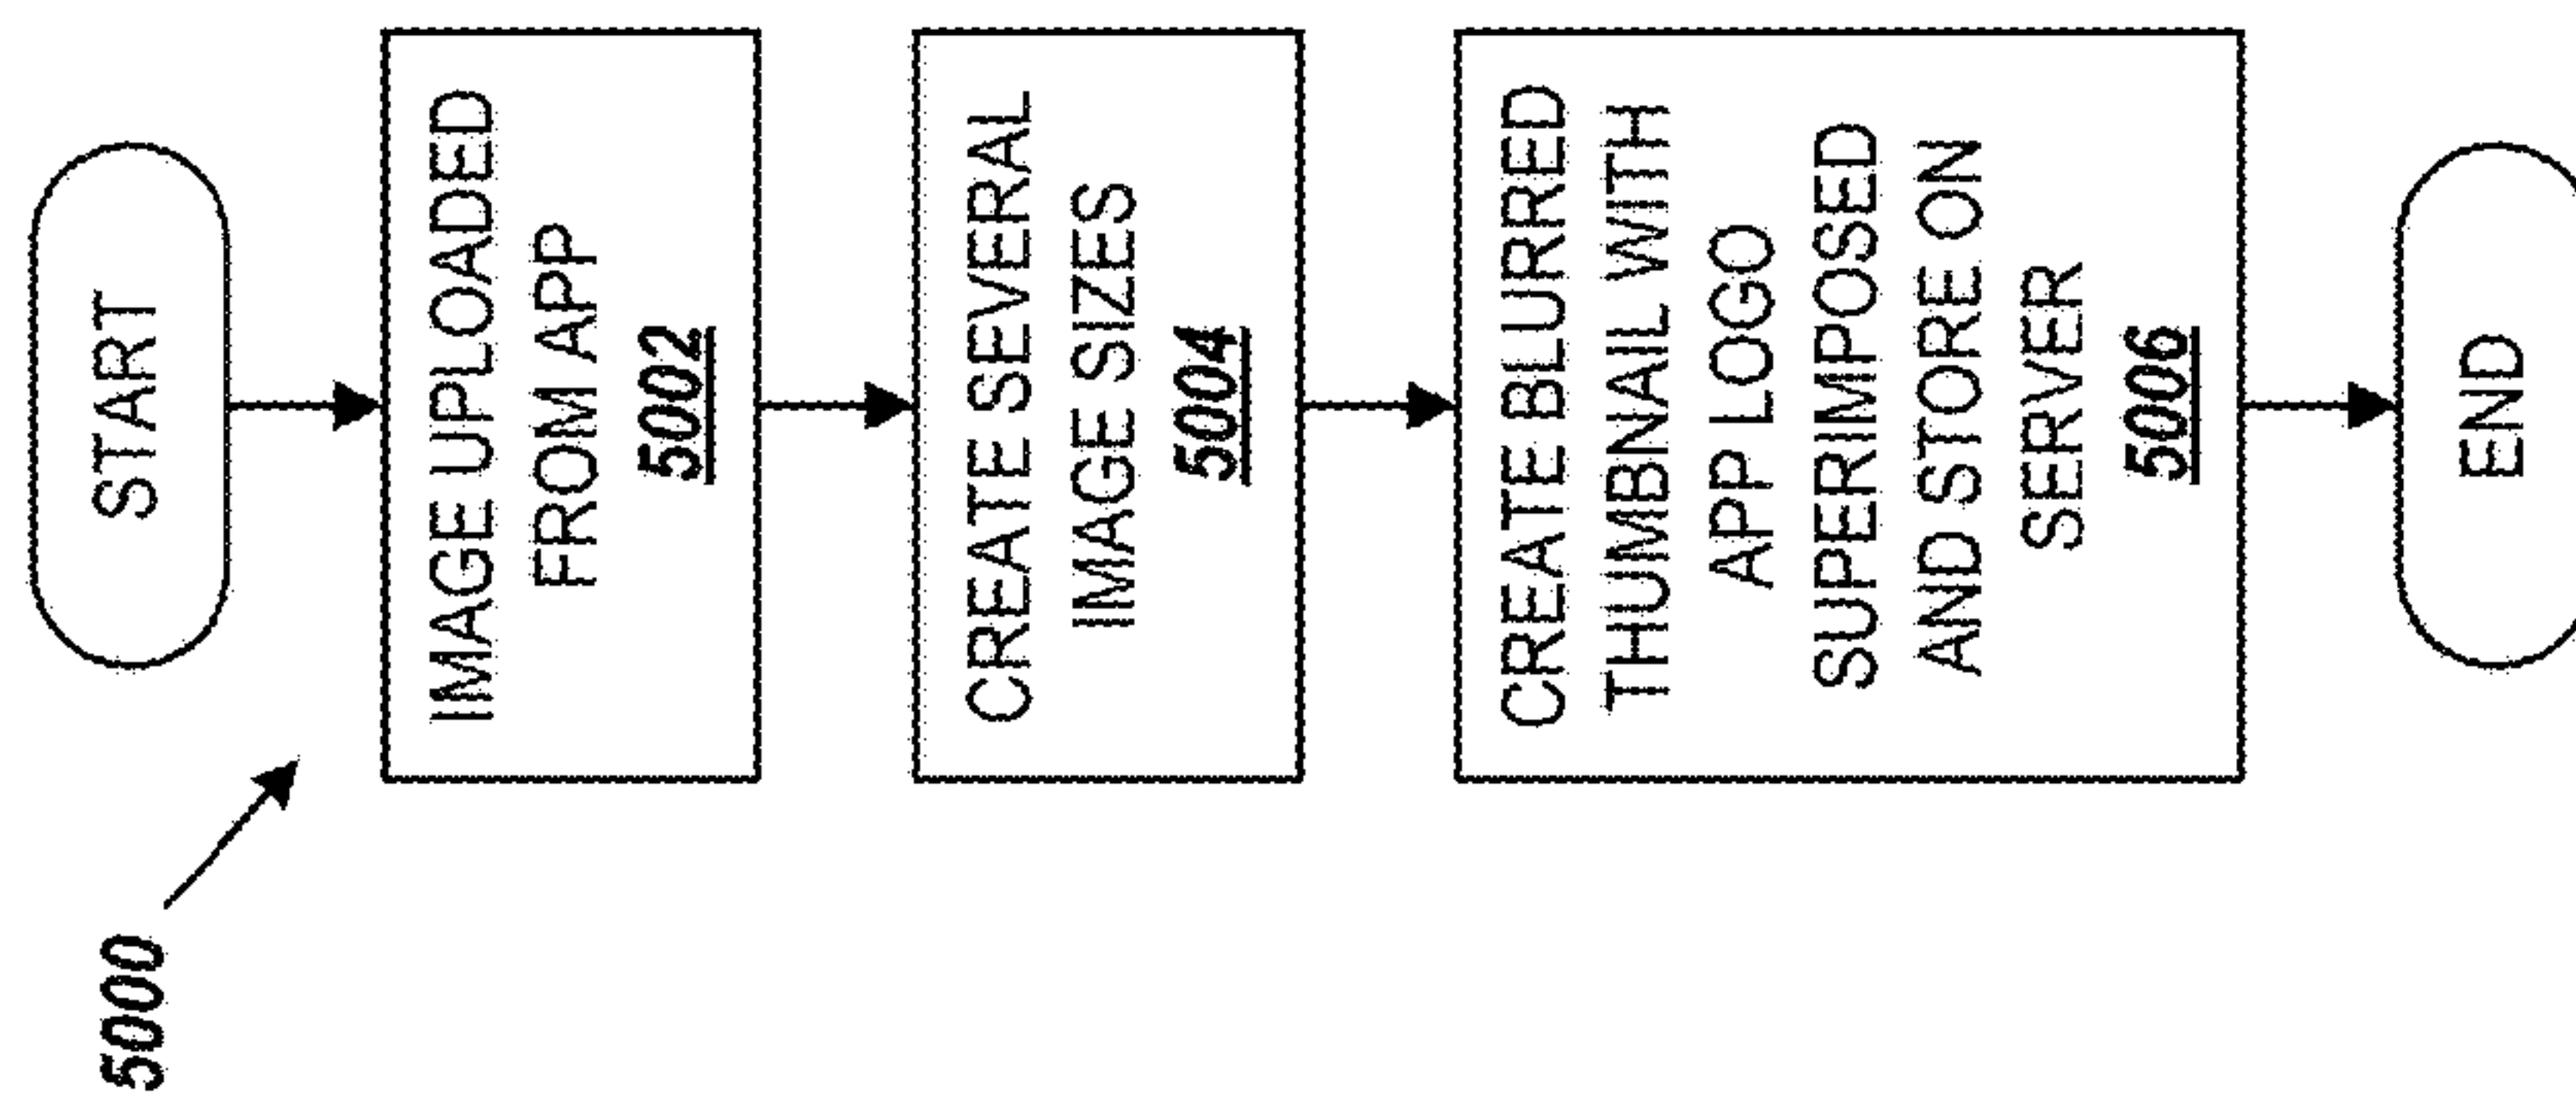 5000
START
IMAGE UPLOADED
FROM APP
5002
CREATE SEVERAL
IMAGE SIZES
5004
CREATE BLURRED
THUMBNAIL WITH
APP LOGO
SUPERIMPOSED
AND STORE ON
SERVER
5006
END